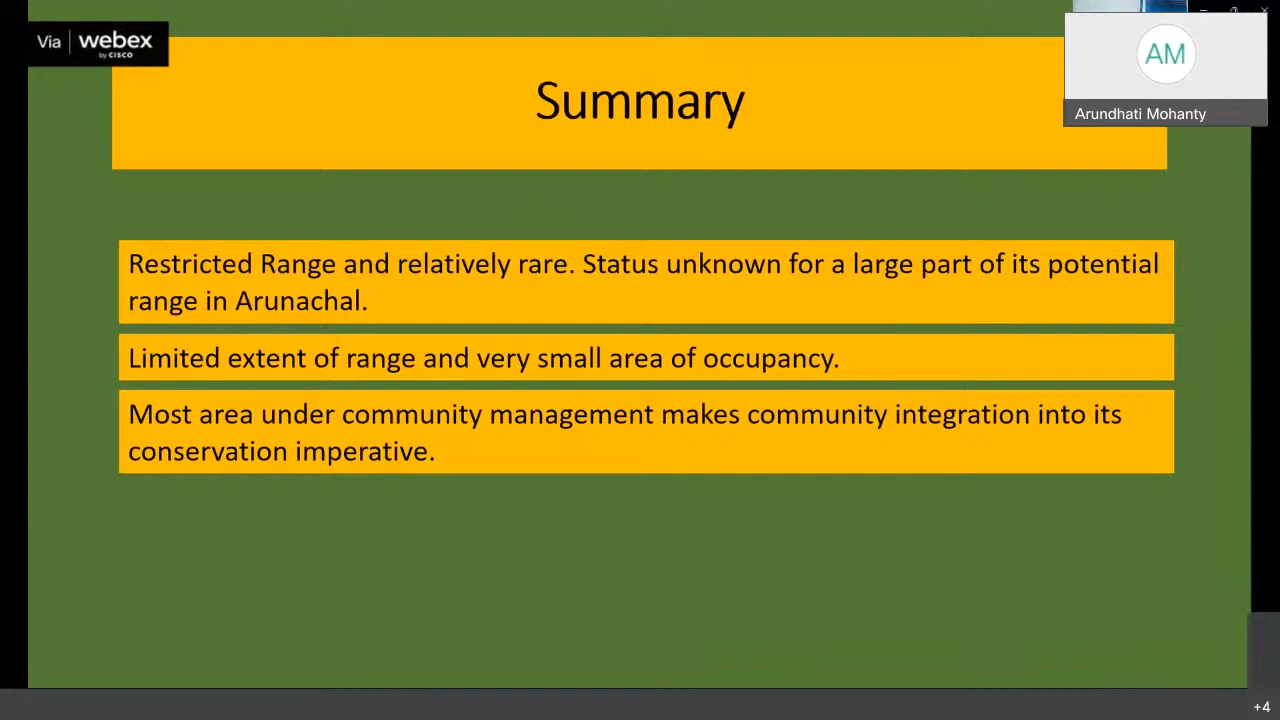 Via webex
by CISCO
AM
Arundhati Mohanty
Summary
Restricted Range and relatively rare. Status unknown for a large part of its potential
range in Arunachal.
Limited extent of range and very small area of occupancy.
Most area under community management makes community integration into its
conservation imperative.
+4